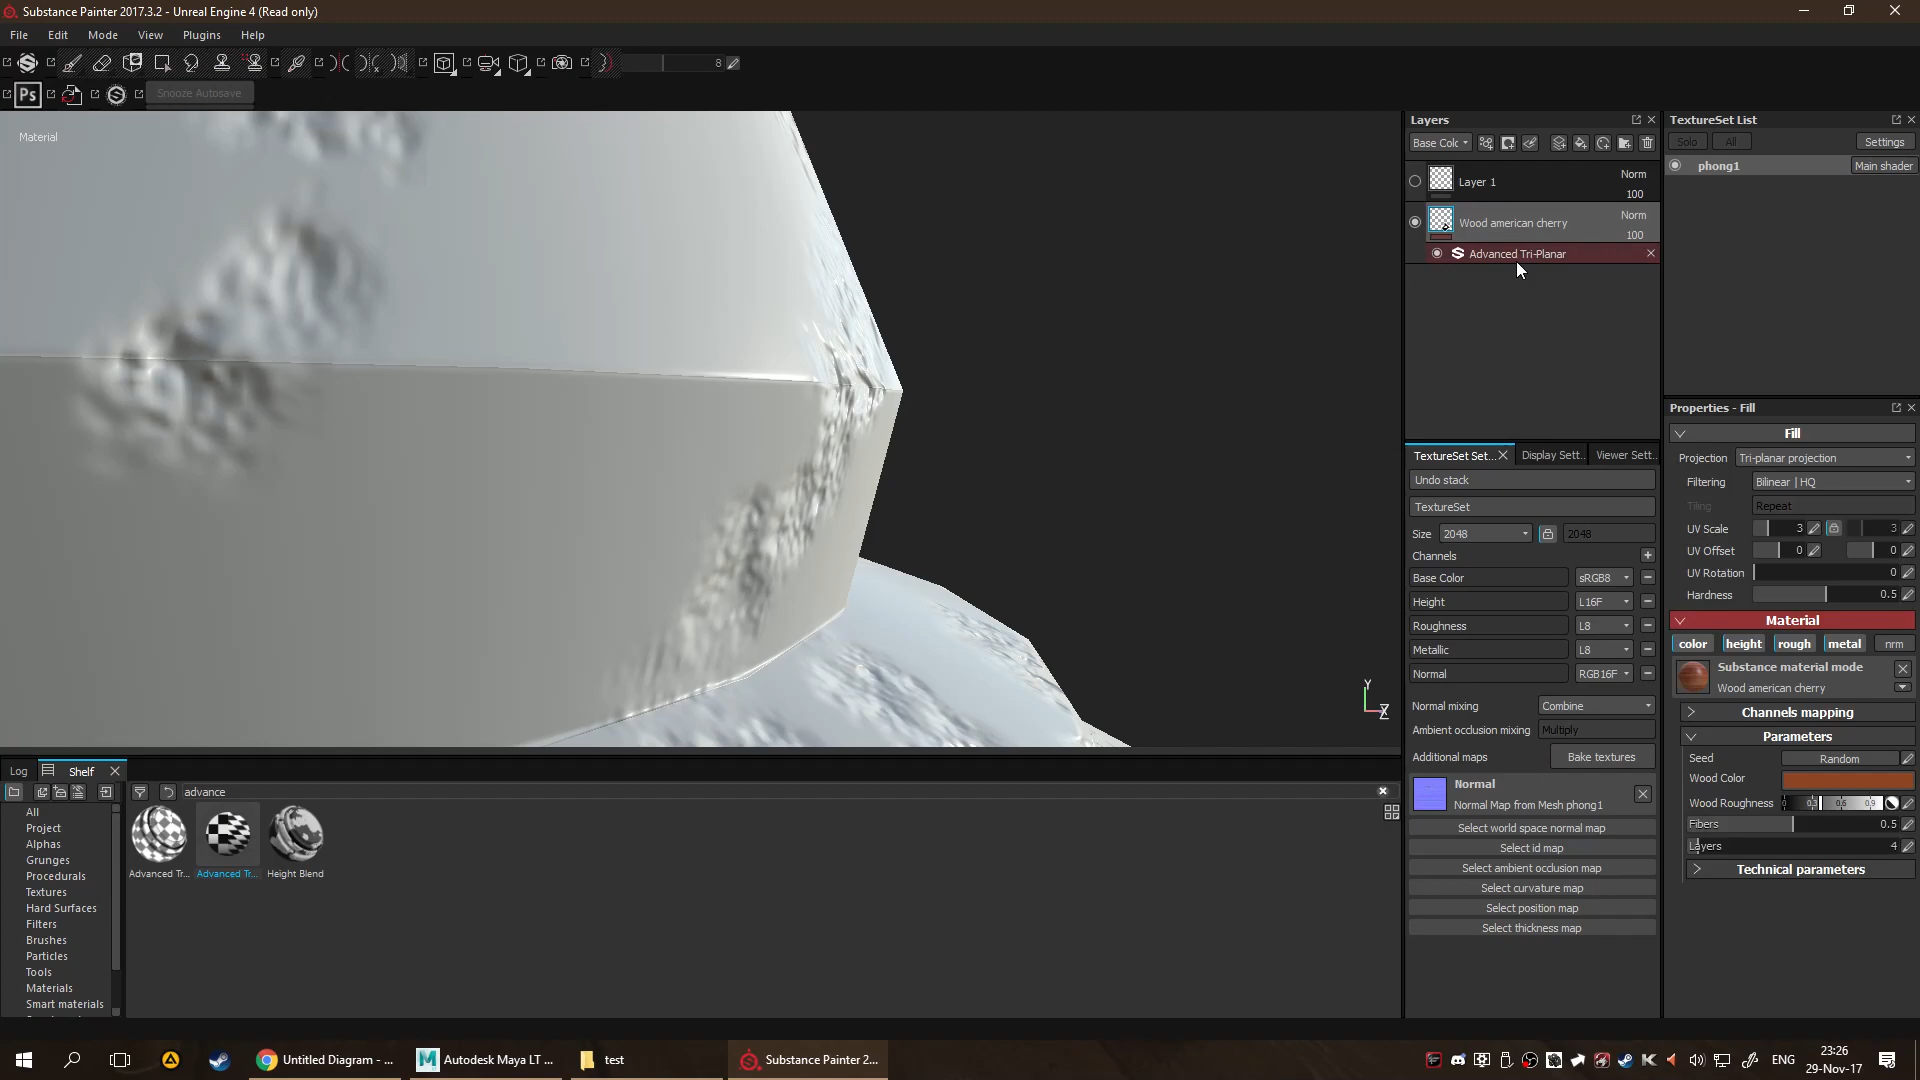 Substance Painter 2017.3.2 - Unreal Engine 4 (Read only)
File Edit Mode View Plugins Help
8
Ps Snooze Autosave
Material
Y
Z
Layers
Base Colc
Layer 1 Norm 100
Wood american cherry Norm 100
Advanced Tri-Planar
TextureSet List
Solo All Settings
phong1 Main shader
TextureSet Set... Display Sett... Viewer Sett...
Undo stack
TextureSet
Size 2048 2048
Channels
Base Color sRGB8
Height L16F
Roughness L8
Metallic L8
Normal RGB16F
Normal mixing Combine
Ambient occlusion mixing Multiply
Additional maps Bake textures
Normal
Normal Map from Mesh phong1
Select world space normal map
Select id map
Select ambient occlusion map
Select curvature map
Select position map
Select thickness map
Properties - Fill
Fill
Projection Tri-planar projection
Filtering Bilinear | HQ
Tiling Repeat
UV Scale 3 3
UV Offset 0 0
UV Rotation 0
Hardness 0.5
Material
color height rough metal nrm
Substance material mode
Wood american cherry
Channels mapping
Parameters
Seed Random
Wood Color
Wood Roughness 0 0.3 0.6 0.9
Fibers 0.5
Layers 4
Technical parameters
Log Shelf
advance
All
Project
Alphas
Grunges
Procedurals
Textures
Hard Surfaces
Filters
Brushes
Particles
Tools
Materials
Smart materials
Advanced Tr... Advanced Tr... Height Blend
Untitled Diagram - ... Autodesk Maya LT ... test Substance Painter 2...
ENG 23:26
29-Nov-17